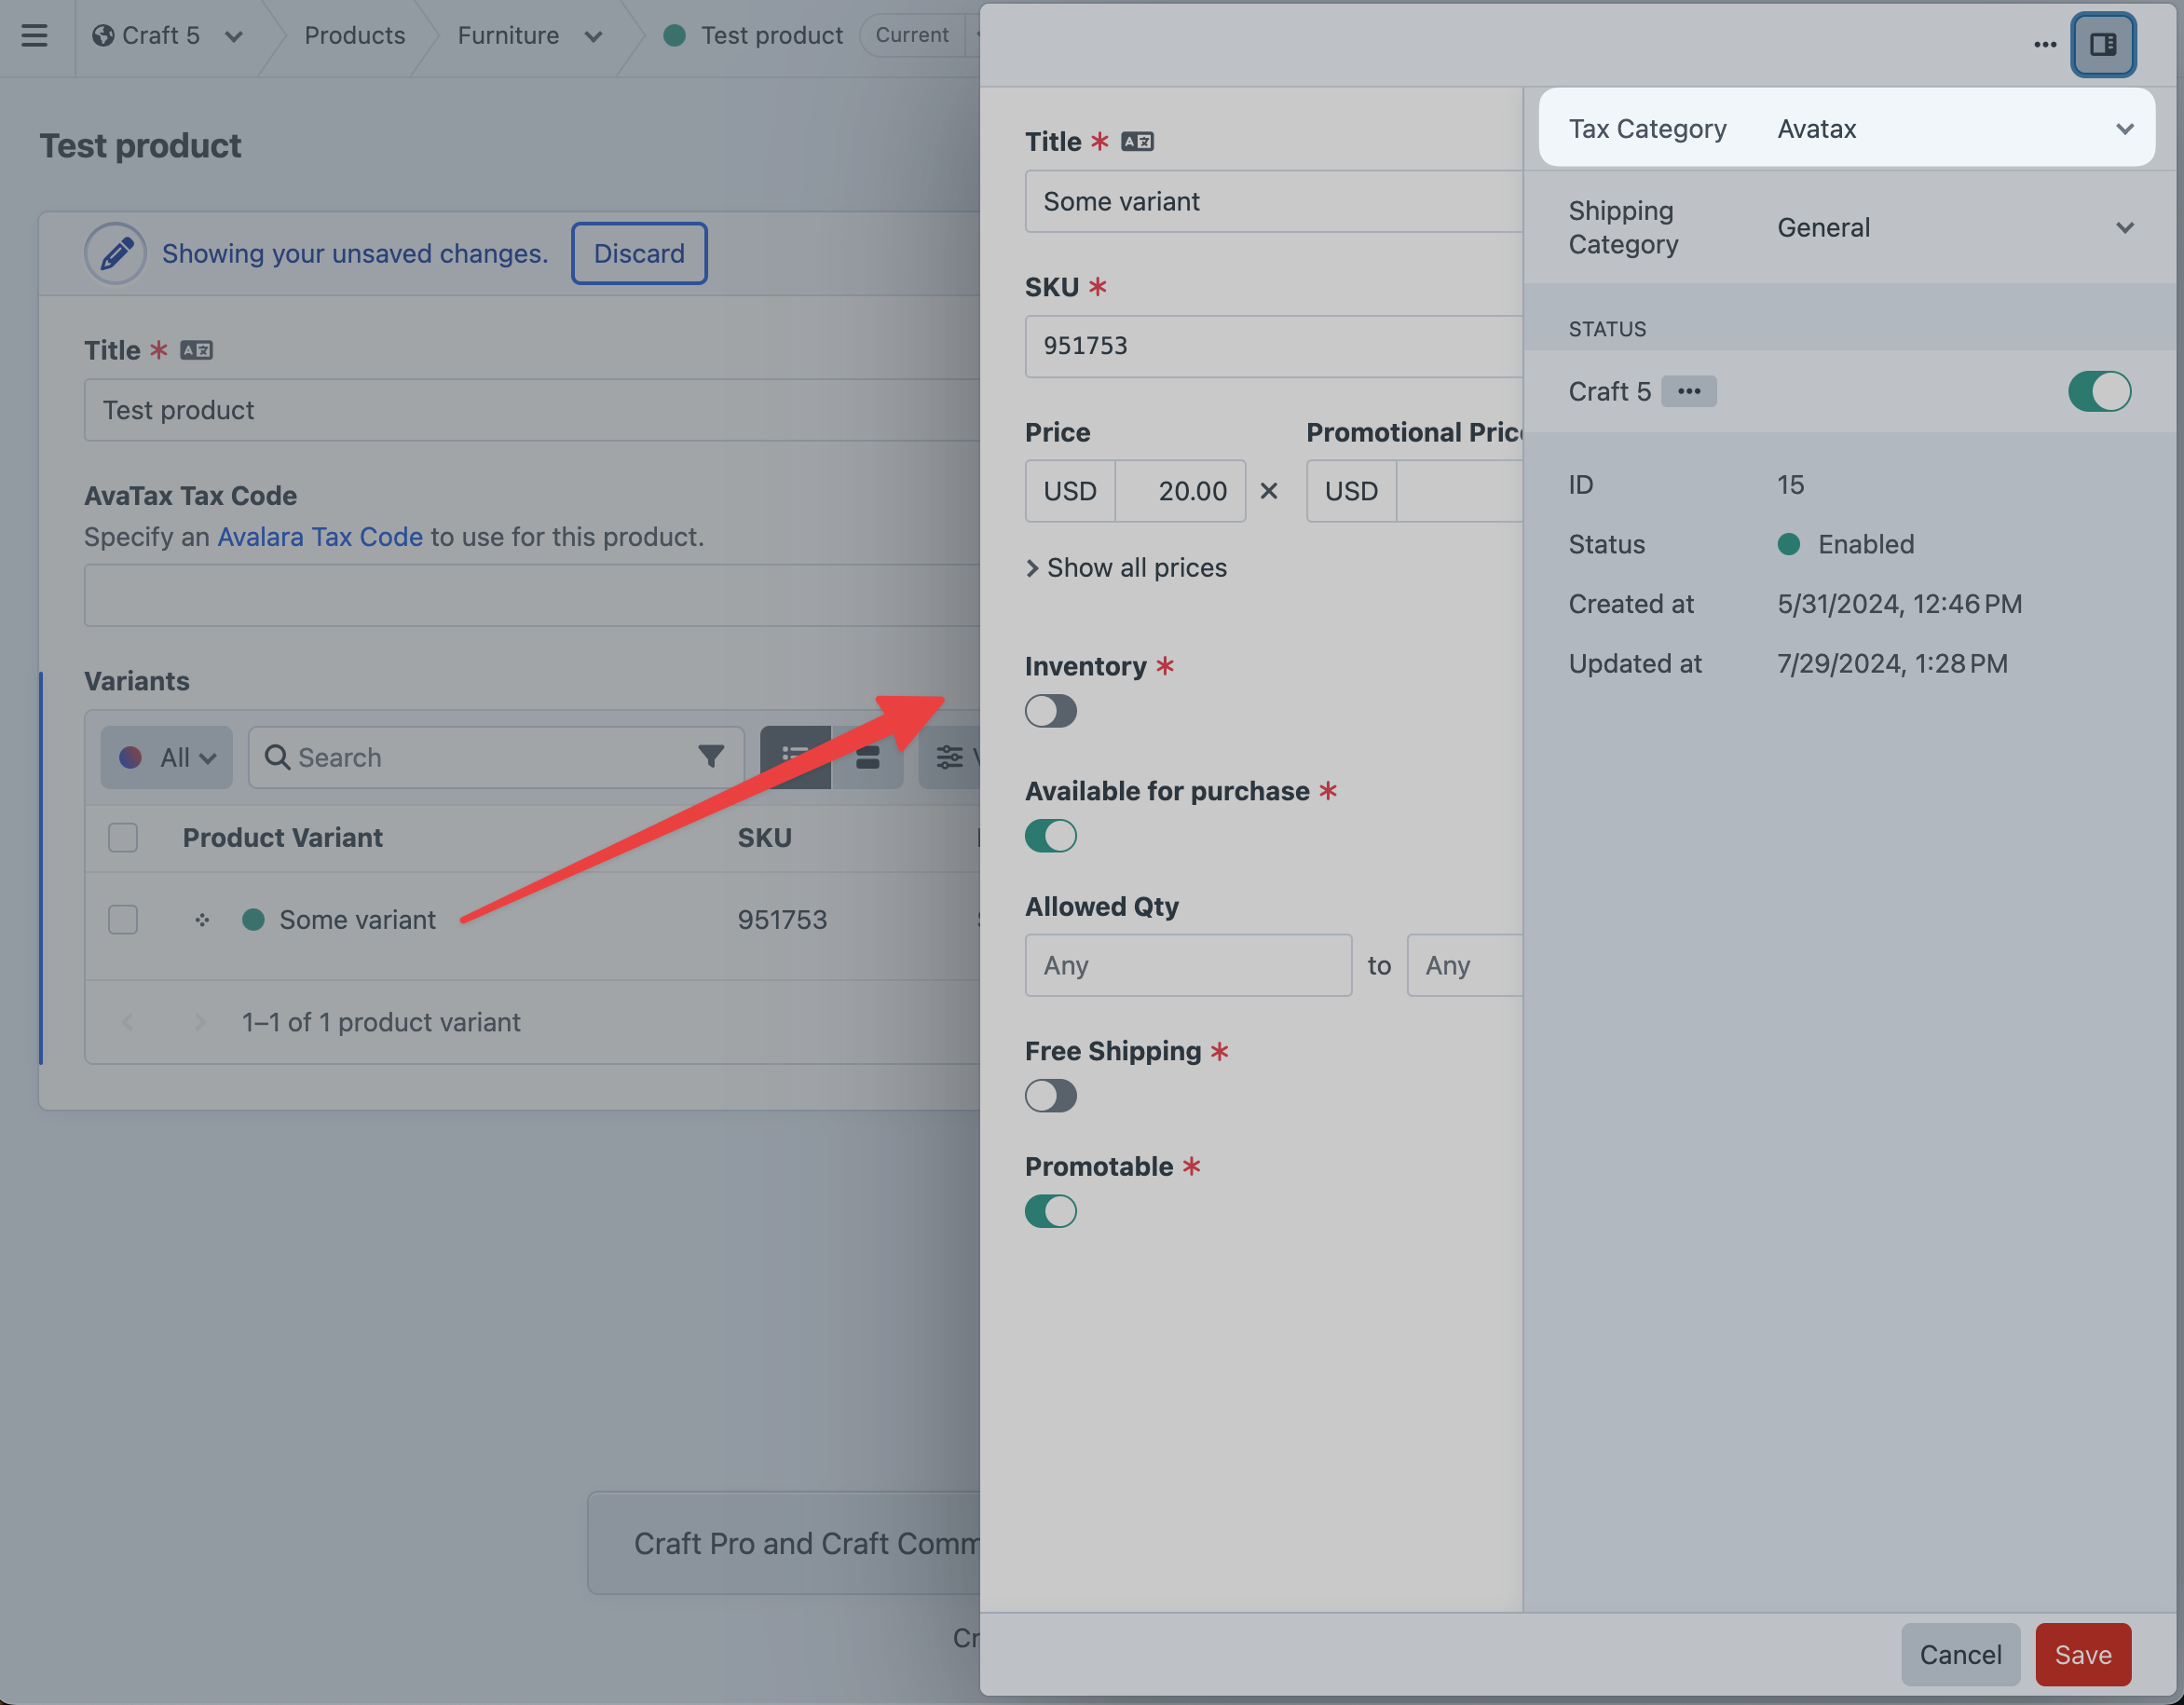 Craft 5
Products
Furniture
Test product
Current
Test product
Showing your unsaved changes.
Discard
Title *
Test product
AvaTax Tax Code
Specify an Avalara Tax Code to use for this product.
Variants
All
Search
Product Variant
SKU
Some variant
951753
1–1 of 1 product variant
Craft Pro and Craft Comm
Cr
Title *
Some variant
SKU *
951753
Price
Promotional Price
USD
20.00
USD
Show all prices
Inventory *
Available for purchase *
Allowed Qty
Any
to
Any
Free Shipping *
Promotable *
Tax Category
Avatax
Shipping
Category
General
STATUS
Craft 5
ID
15
Status
Enabled
Created at
5/31/2024, 12:46 PM
Updated at
7/29/2024, 1:28 PM
Cancel
Save